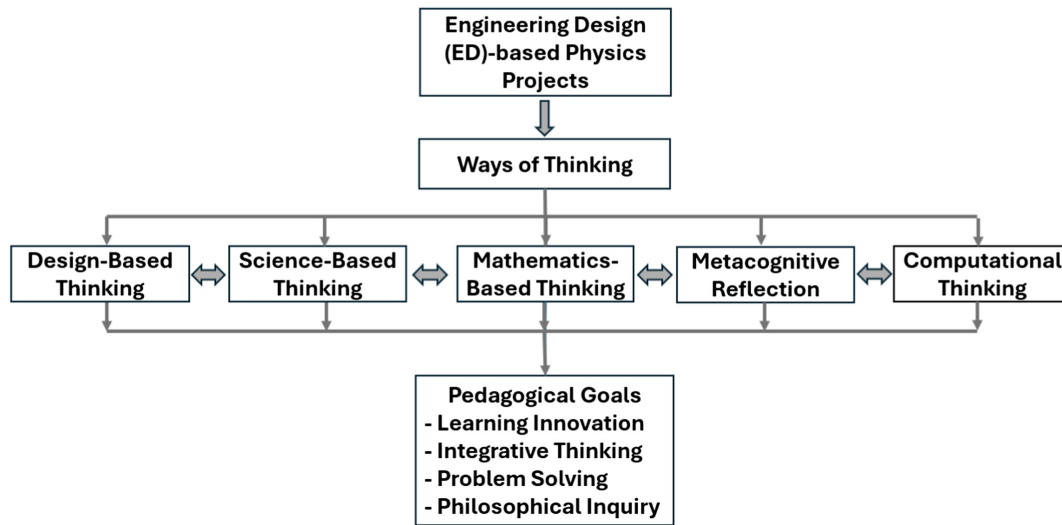 Engineering Design
(ED)-based Physics
Projects
Ways of Thinking
Design-Based
Thinking
Science-Based
Thinking
Mathematics-
Based Thinking
Metacognitive
Reflection
Computational
Thinking
Pedagogical Goals
- Learning Innovation
- Integrative Thinking
- Problem Solving
- Philosophical Inquiry